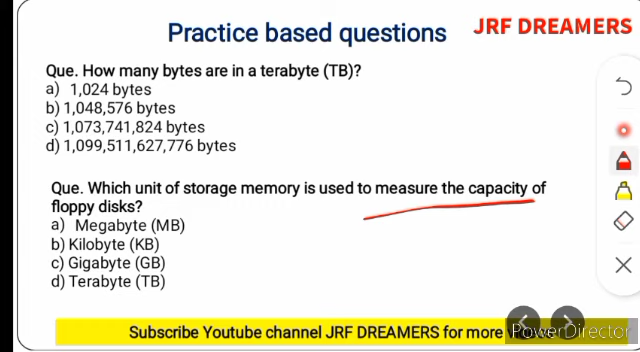 Practice based questions
JRF DREAMERS
Que. How many bytes are in a terabyte (TB)?
a) 1,024 bytes
b) 1,048,576 bytes
c) 1,073,741,824 bytes
d) 1,099,511,627,776 bytes
Que. Which unit of storage memory is used to measure the capacity of
floppy disks?
a) Megabyte (MB)
b) Kilobyte (KB)
c) Gigabyte (GB)
d) Terabyte (TB)
Subscribe Youtube channel JRF DREAMERS for more
PowerDirector